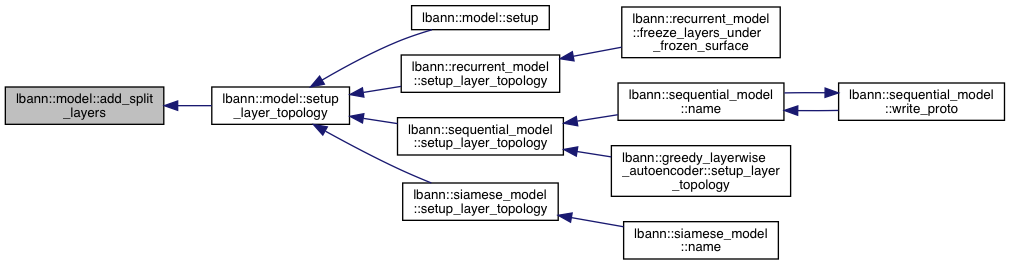 lbann::model::add_split
_layers
lbann::model::setup
_layer_topology
lbann::model::setup
lbann::recurrent_model
::setup_layer_topology
lbann::recurrent_model
::freeze_layers_under
_frozen_surface
lbann::sequential_model
::setup_layer_topology
lbann::sequential_model
::name
lbann::sequential_model
::write_proto
lbann::greedy_layerwise
_autoencoder::setup_layer
_topology
lbann::siamese_model
::setup_layer_topology
lbann::siamese_model
::name